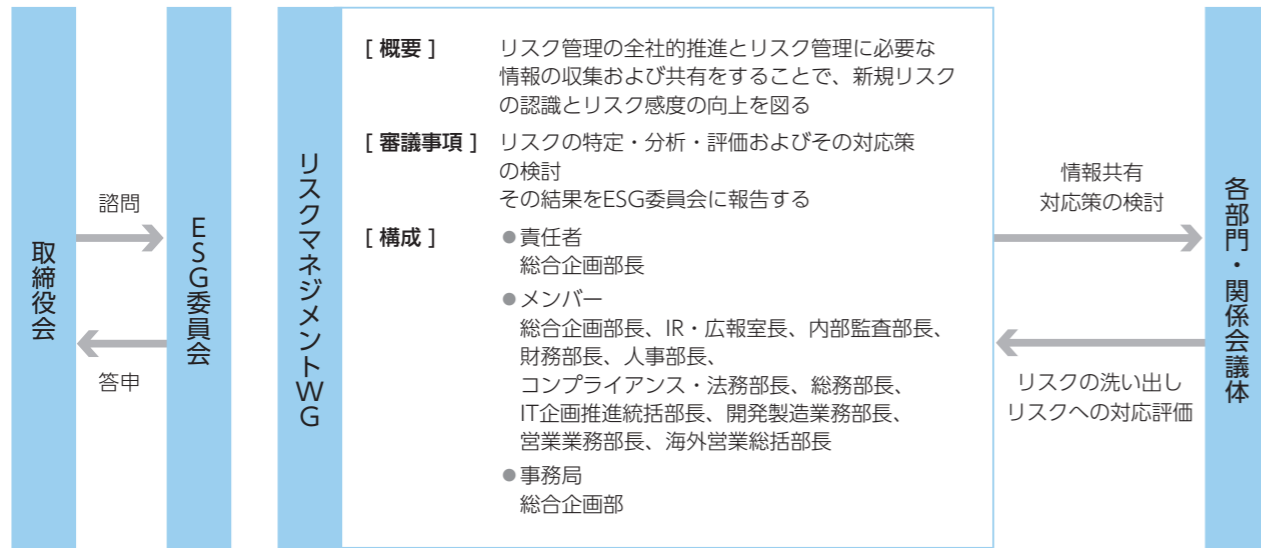 取締役会
諮問
答申
ESG委員会
リスクマネジメントWG
[ 概要 ]
リスク管理の全社的推進とリスク管理に必要な
情報の収集および共有をすることで、新規リスク
の認識とリスク感度の向上を図る
[ 審議事項 ]
リスクの特定・分析・評価およびその対応策
の検討
その結果をESG委員会に報告する
[ 構成 ]
●責任者
総合企画部長
●メンバー
総合企画部長、IR・広報室長、内部監査部長、
財務部長、人事部長、
コンプライアンス・法務部長、総務部長、
IT企画推進統括部長、開発製造業務部長、
営業業務部長、海外営業総括部長
●事務局
総合企画部
情報共有
対応策の検討
リスクの洗い出し
リスクへの対応評価
各部門・関係会議体